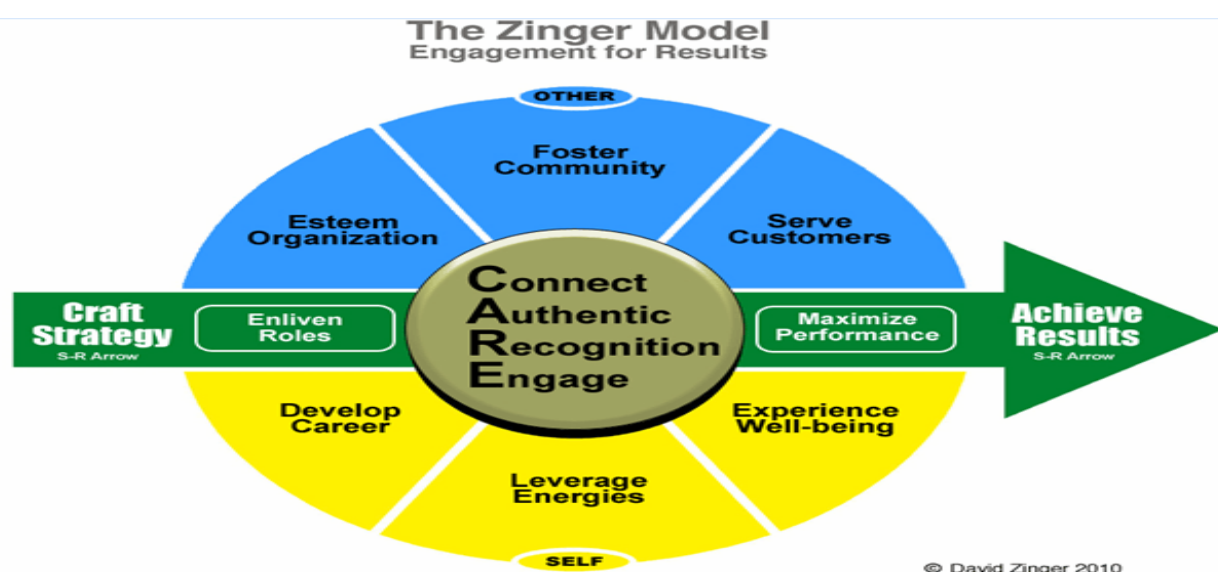 The Zinger Model
Engagement for Results
OTHER
Foster
Community
Esteem
Organization
Serve
Customers
Craft
Strategy
S-R Arrow
Enliven
Roles
Connect
Authentic
Recognition
Engage
Maximize
Performance
Achieve
Results
S-R Arrow
Develop
Career
Leverage
Energies
Experience
Well-being
SELF
© David Zinger 2010